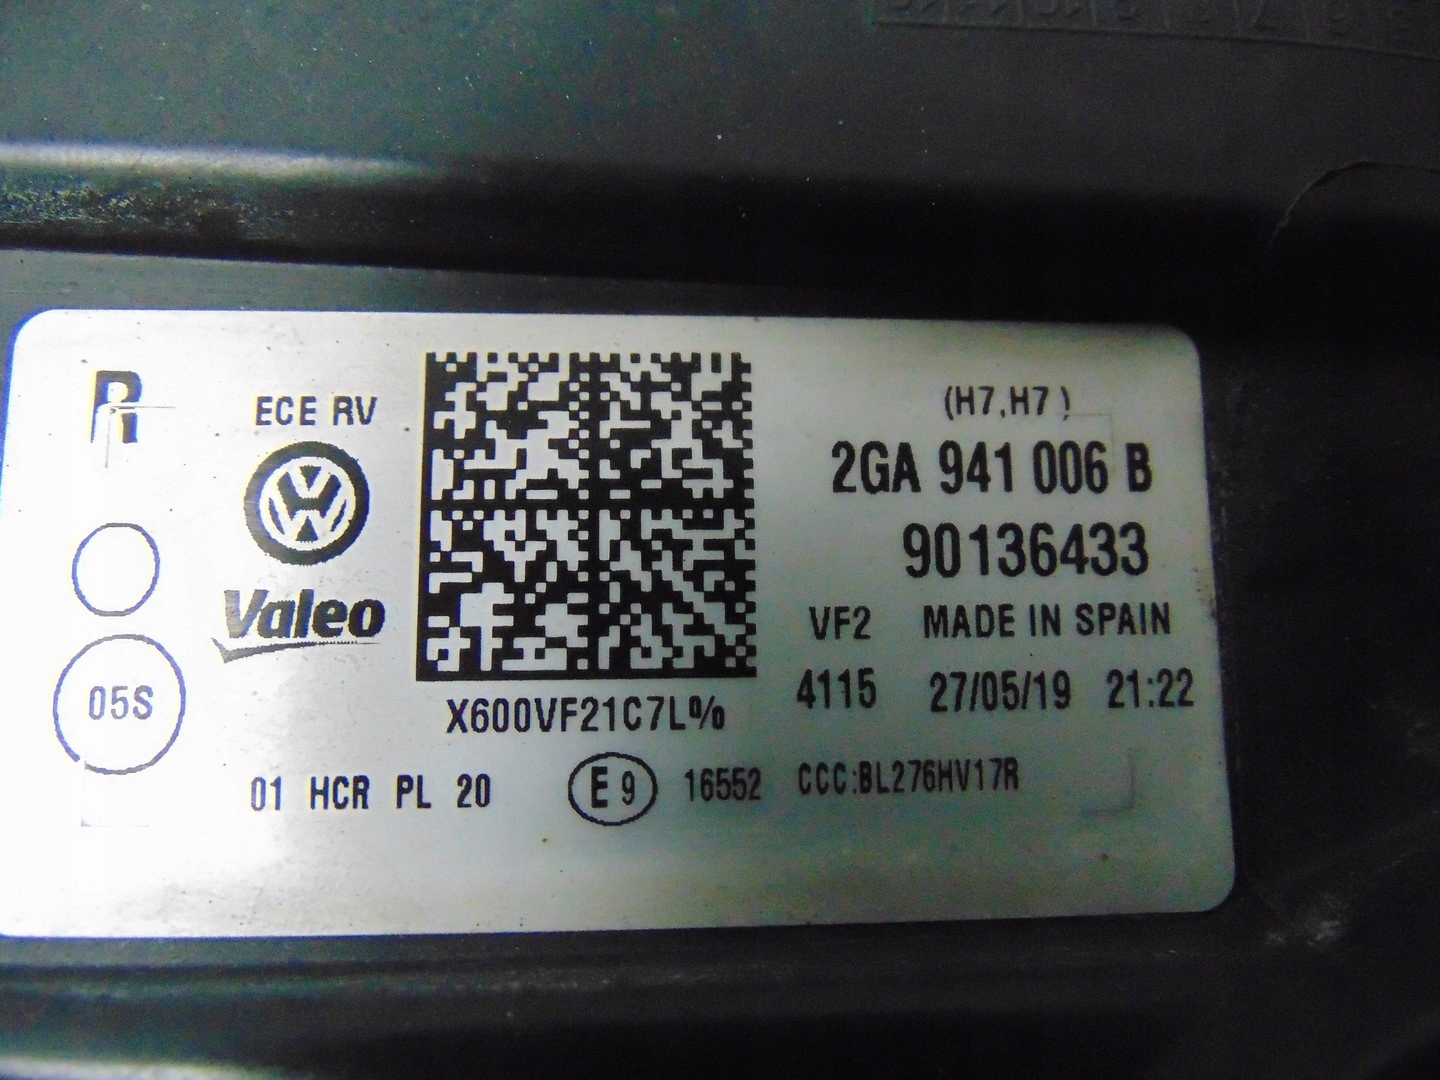 R
ECE RV
Valeo
05S
X600VF21C7L%
(H7,H7 )
2GA 941 006 B
90136433
VF2 MADE IN SPAIN
4115 27/05/19 21:22
01 HCR PL 20 E 9 16552 CCC:BL276HV17R